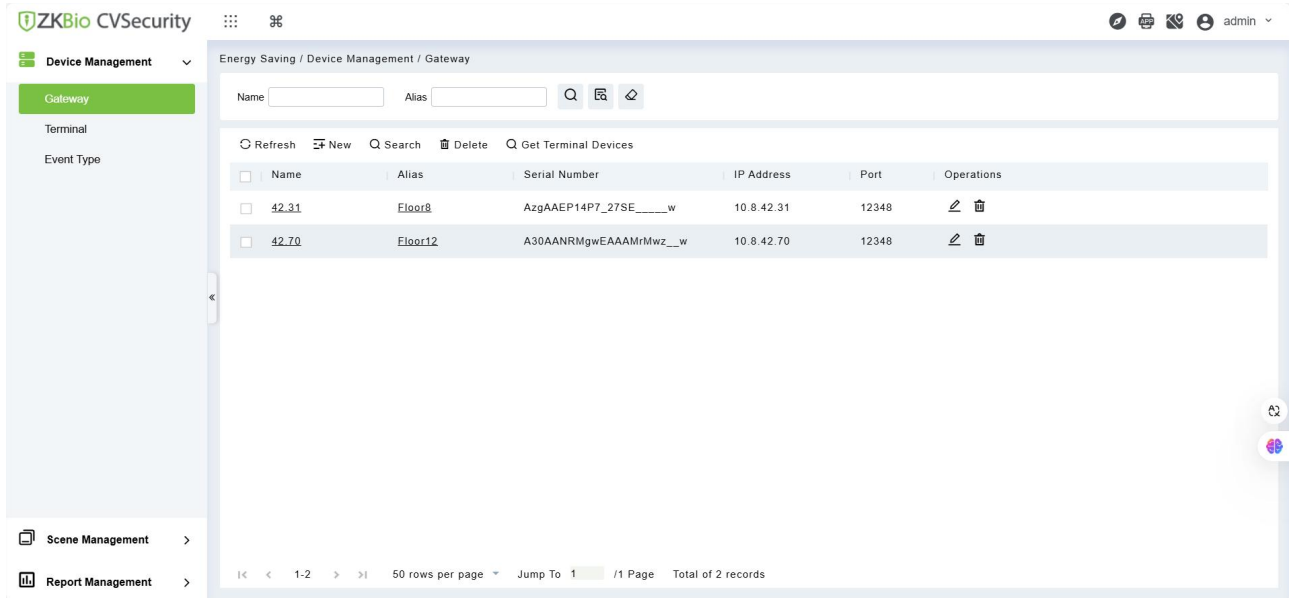 ZKBio CVSecurity
admin
Device Management
Gateway
Terminal
Event Type
Scene Management
Report Management
Energy Saving / Device Management / Gateway
Name Alias
Refresh New Search Delete Get Terminal Devices
Name Alias Serial Number IP Address Port Operations
42.31 Floor8 AzgAAEP14P7_27SE_____w 10.8.42.31 12348
42.70 Floor12 A30AANRMgwEAAAMrMwz__w 10.8.42.70 12348
1-2 50 rows per page Jump To 1 /1 Page Total of 2 records